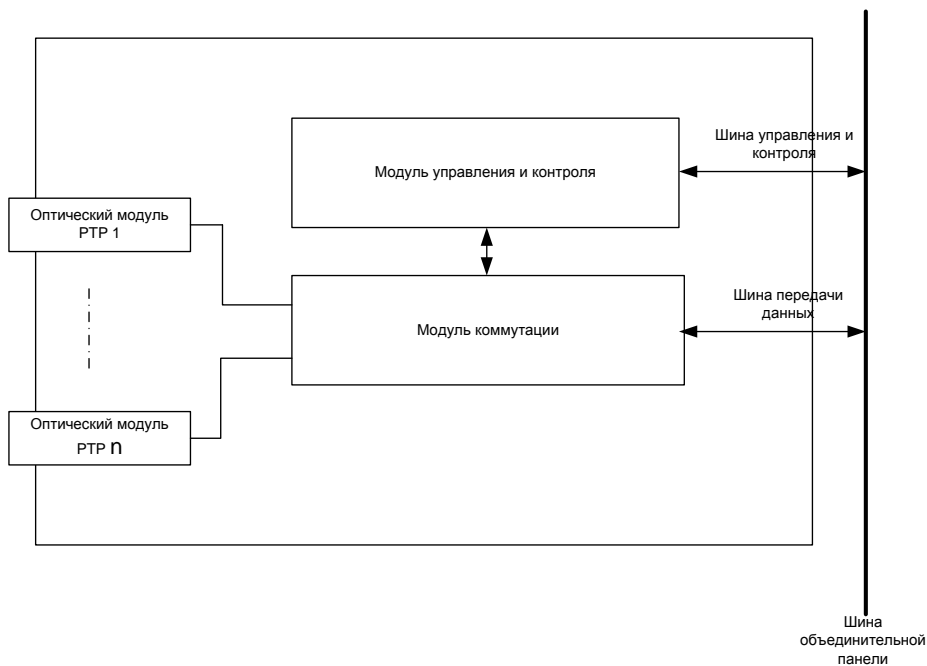 Шина управления и
контроля
Модуль управления и контроля
Оптический модуль
PTP 1
Шина передачи
данных
Модуль коммутации
Оптический модуль
PTP n
Шина
объединительной
панели